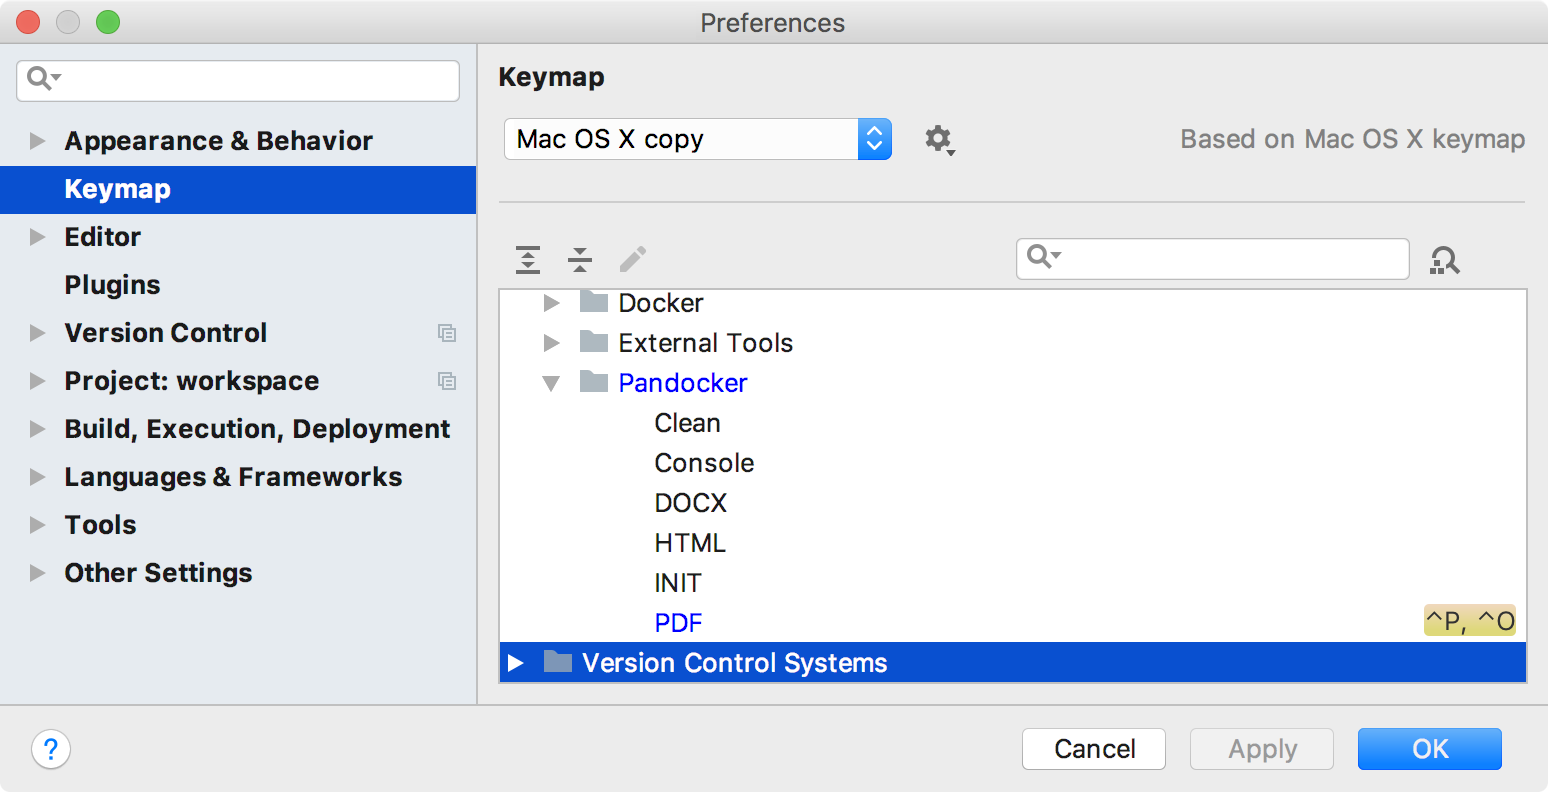 Preferences
Appearance & Behavior
Keymap
Editor
Plugins
Version Control
Project: workspace
Build, Execution, Deployment
Languages & Frameworks
Tools
Other Settings
Keymap
Mac OS X copy
Based on Mac OS X keymap
Docker
External Tools
Pandocker
Clean
Console
DOCX
HTML
INIT
PDF ^P, ^O
Version Control Systems
?
Cancel Apply OK